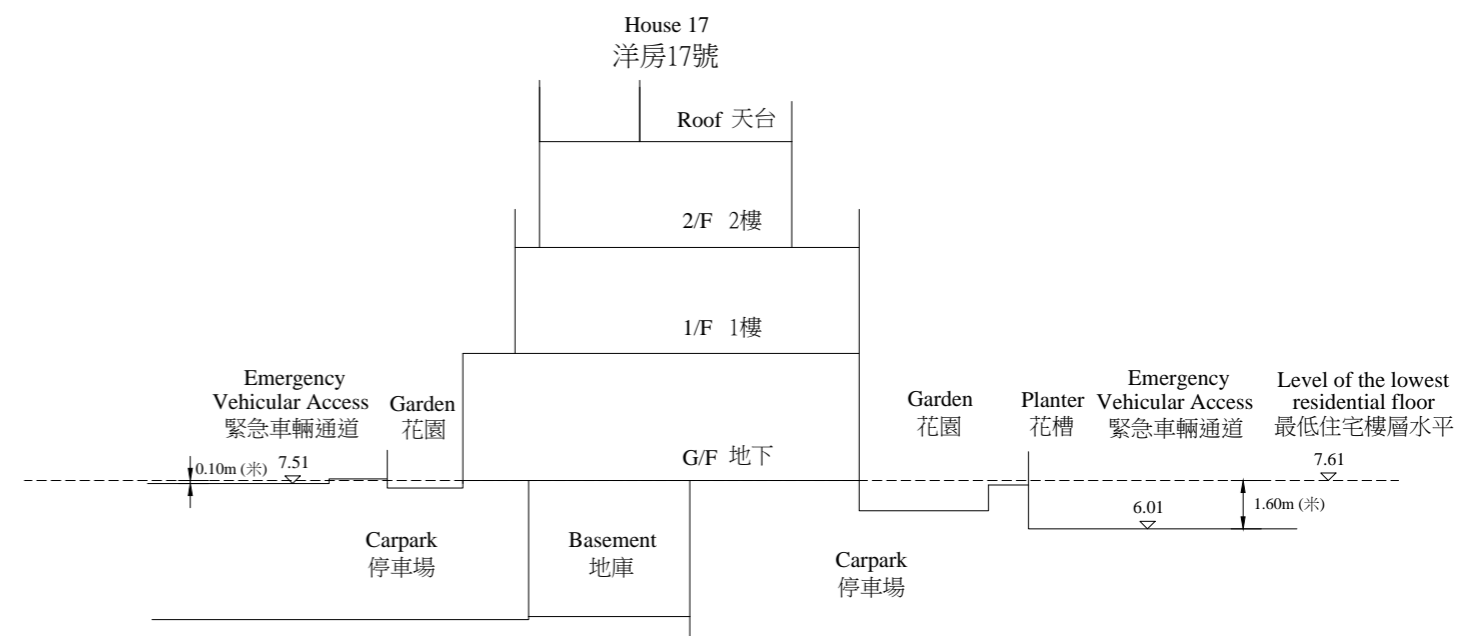 House 17
洋房17號
Roof 天台
2/F 2樓
1/F 1樓
Emergency
Vehicular Access
緊急車輛通道
Garden
花園
Garden
花園
Planter
花槽
Emergency
Vehicular Access
緊急車輛通道
Level of the lowest
residential floor
最低住宅樓層水平
G/F 地下
0.10m (米)
7.51
7.61
1.60m (米)
6.01
Carpark
停車場
Basement
地庫
Carpark
停車場